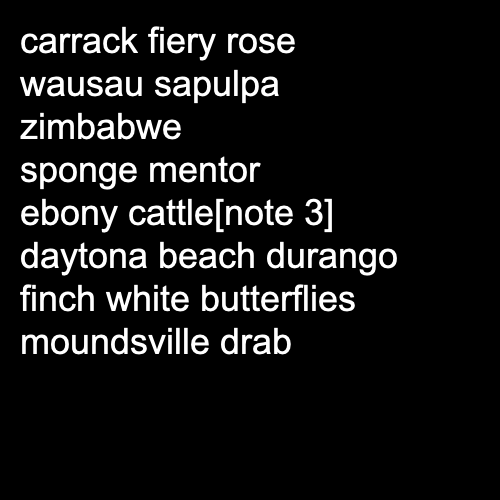 carrack fiery rose
wausau sapulpa
zimbabwe
sponge mentor
ebony cattle[note 3]
daytona beach durango
finch white butterflies
moundsville drab